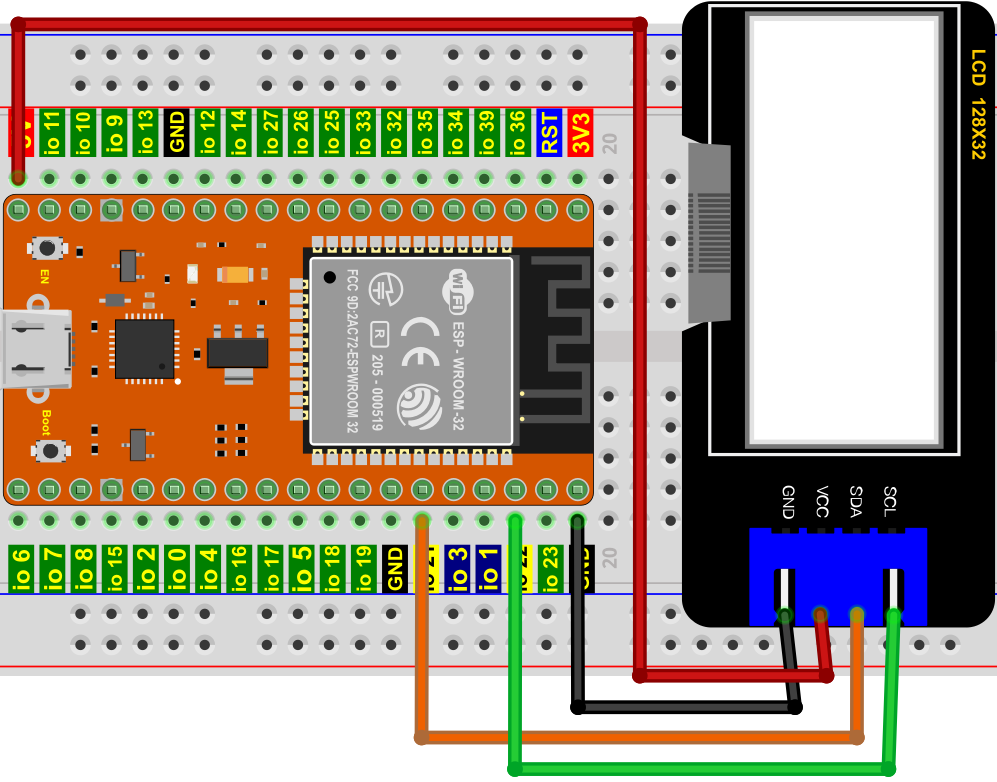 io 11
io 10
io 9
io 13
GND
io 12
io 14
io 27
io 26
io 25
io 33
io 32
io 35
io 34
io 39
io 36
RST
3V3
20
LCD 128X32
EN
Boot
FCC 9D:2AC72-ESPWROOM 32
R 205 - 000519
CE
Wi Fi
ESP - WROOM-32
GND
VCC
SDA
SCL
io 6
io 7
io 8
io 15
io 2
io 0
io 4
io 16
io 17
io 5
io 18
io 19
GND
io 3
io 1
io 23
20